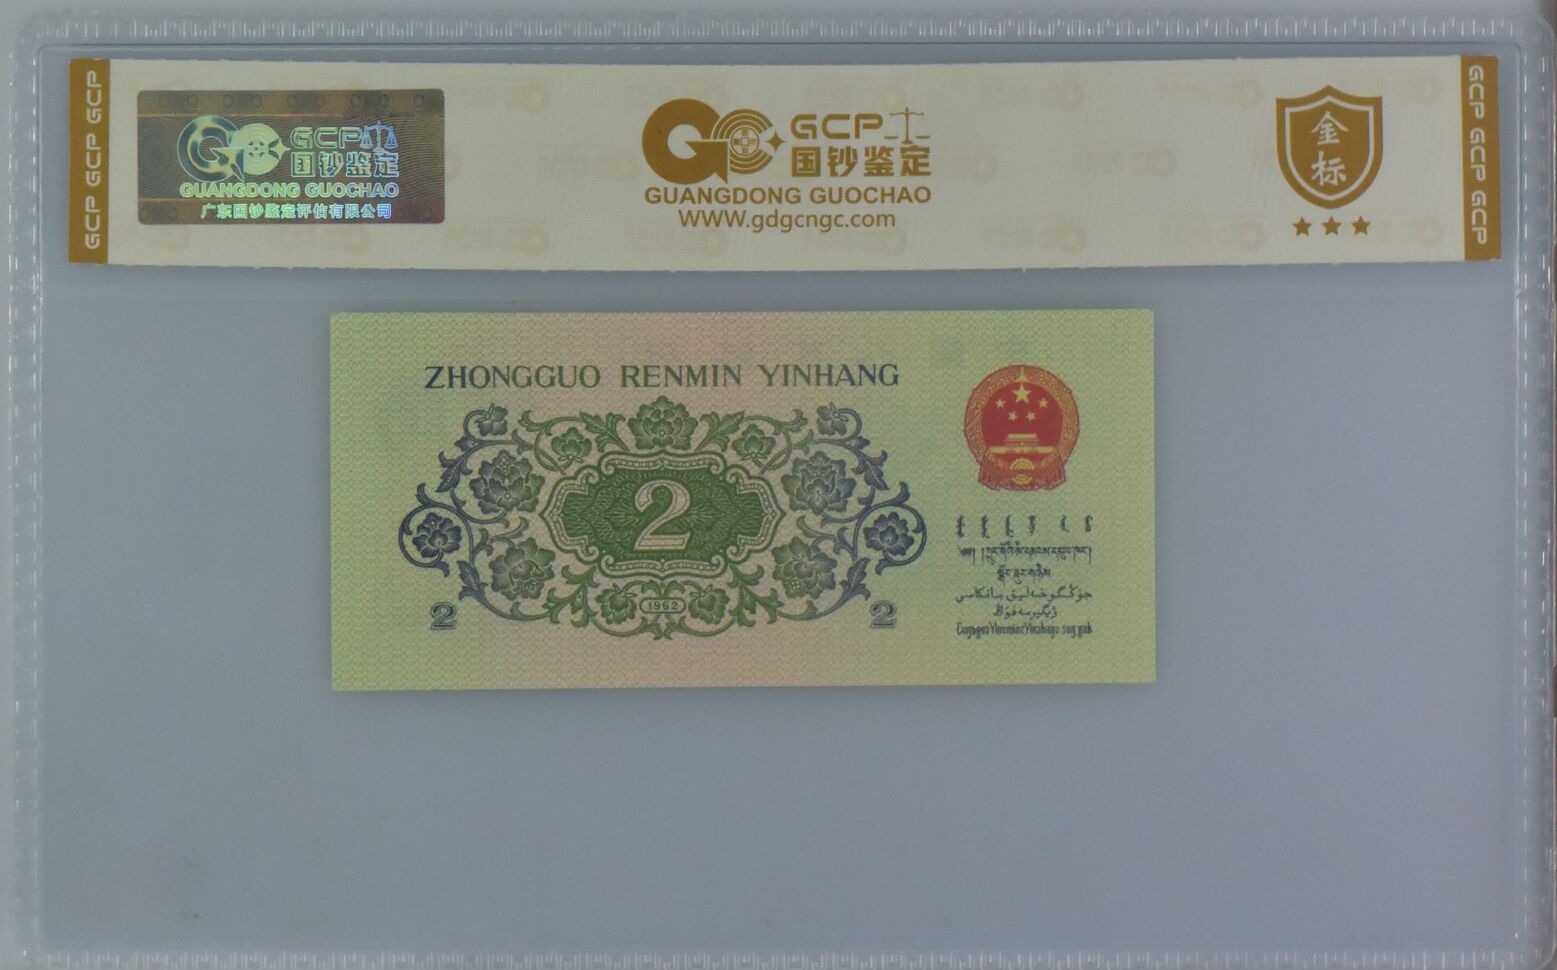 GCP GCP GCP
GCP
国钞鉴定
GUANGDONG GUOCHAO
广东国钞鉴定评估有限公司
GCP
国钞鉴定
GUANGDONG GUOCHAO
WWW.gdgcngc.com
金标
GCP GCP GCP
ZHONGGUO RENMIN YINHANG
2
1962
2
2